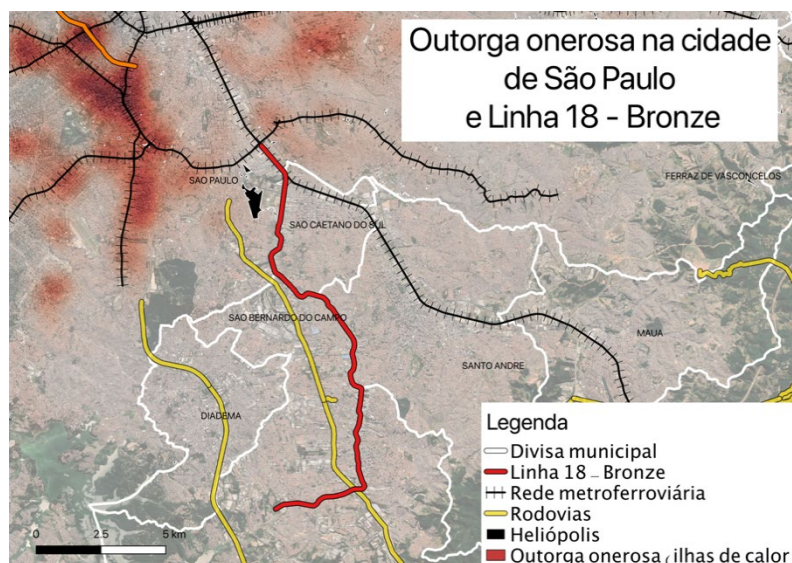 Outorga onerosa na cidade
de São Paulo
e Linha 18 - Bronze
FERRAZ DE VASCONCELOS
SAO PAULO
SAO CAETANO DO SUL
SAO BERNARDO DO CAMPO
MAUA
SANTO ANDRE
DIADEMA
Legenda
Divisa municipal
Linha 18 - Bronze
Rede metroferroviária
Rodovias
Heliópolis
Outorga onerosa ( ilhas de calor
0 2.5 5 km